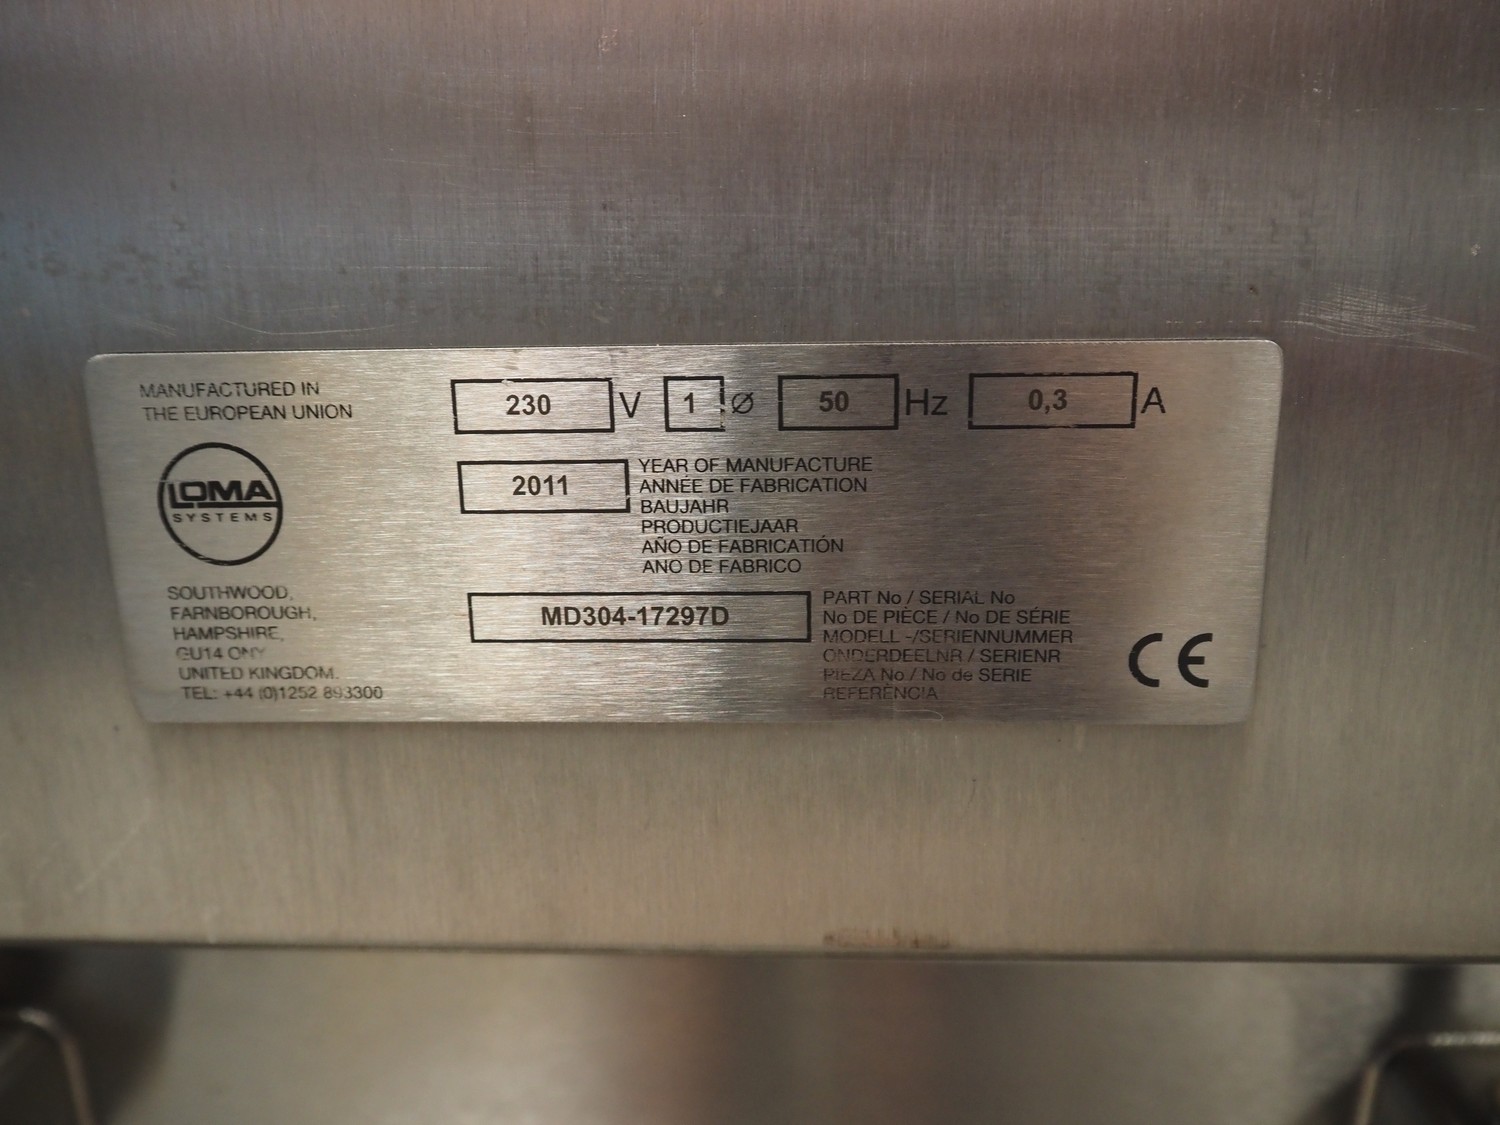 MANUFACTURED IN
THE EUROPEAN UNION
LOMA
SYSTEMS
SOUTHWOOD,
FARNBOROUGH,
HAMPSHIRE,
GU14 ONY
UNITED KINGDOM.
TEL: +44 (0)1252 893300
230 V 1 Ø 50 Hz 0,3 A
2011
YEAR OF MANUFACTURE
ANNÉE DE FABRICATION
BAUJAHR
PRODUCTIEJAAR
AÑO DE FABRICATIÓN
ANO DE FABRICO
MD304-17297D
PART No / SERIAL No
No DE PIÈCE / No DE SÉRIE
MODELL -/SERIENNUMMER
ONDERDEELNR / SERIENR
PIEZA No / No de SERIE
REFERÊNCIA
CE